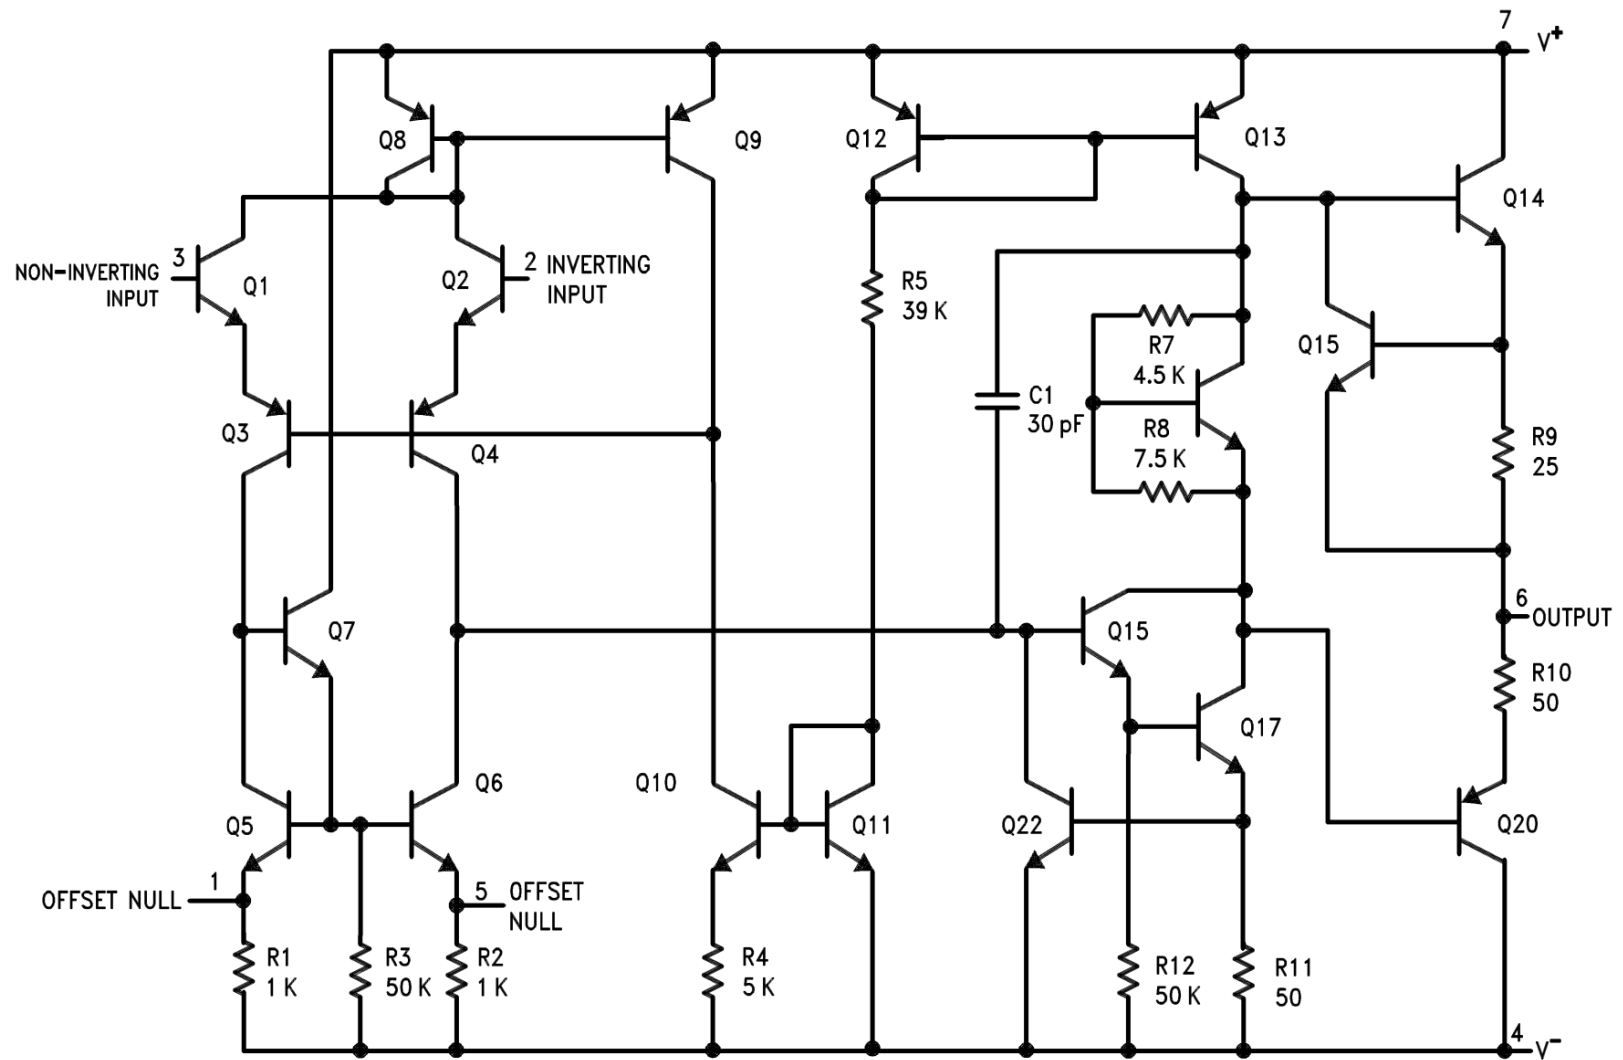 7
V+
Q8
Q9
Q12
Q13
Q14
3
NON-INVERTING
INPUT
Q1
Q2
2 INVERTING
INPUT
R5
39 K
R7
4.5 K
Q15
C1
30 pF
R8
7.5 K
Q3
Q4
R9
25
Q7
Q15
6
OUTPUT
R10
50
Q17
Q6
Q10
Q5
Q11
Q22
Q20
1
OFFSET NULL
5
OFFSET
NULL
R1
1 K
R3
50 K
R2
1 K
R4
5 K
R12
50 K
R11
50
4
V-